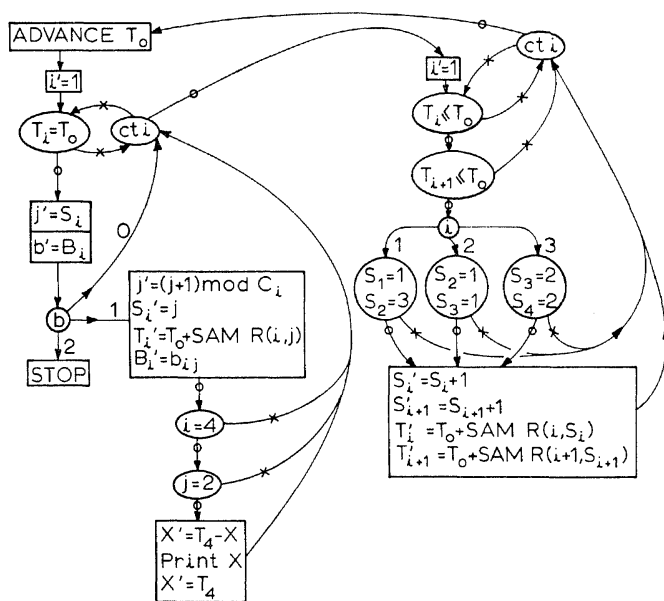 ADVANCE T₀
i'=1
Tᵢ=T₀
ct i
j'=Sᵢ
b'=Bᵢ
b
0
1
2
STOP
j'=(j+1)mod Cᵢ
Sᵢ'=j
Tᵢ'=T₀+SAM R(i,j)
Bᵢ'=bᵢⱼ
i=4
j=2
X'=T₄-X
Print X
X'=T₄
ct i
i'=1
Tᵢ≤T₀
Tᵢ₊₁≤T₀
i
1
2
3
S₁=1
S₂=3
S₂=1
S₃=1
S₃=2
S₄=2
Sᵢ'=Sᵢ+1
S'ᵢ₊₁=Sᵢ₊₁+1
Tᵢ'=T₀+SAM R(i,Sᵢ)
T'ᵢ₊₁=T₀+SAM R(i+1,Sᵢ₊₁)